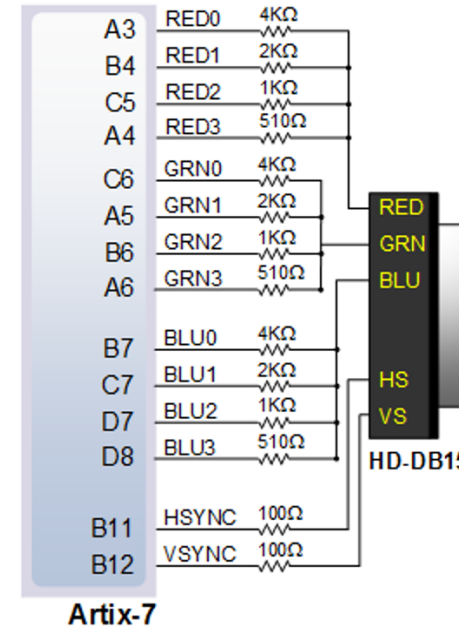 A3 RED0 4KΩ
B4 RED1 2KΩ
C5 RED2 1KΩ
A4 RED3 510Ω
C6 GRN0 4KΩ
A5 GRN1 2KΩ
RED
B6 GRN2 1KΩ
GRN
A6 GRN3 510Ω
BLU
B7 BLU0 4KΩ
C7 BLU1 2KΩ
HS
D7 BLU2 1KΩ
VS
D8 BLU3 510Ω
HD-DB15
B11 HSYNC 100Ω
B12 VSYNC 100Ω
Artix-7